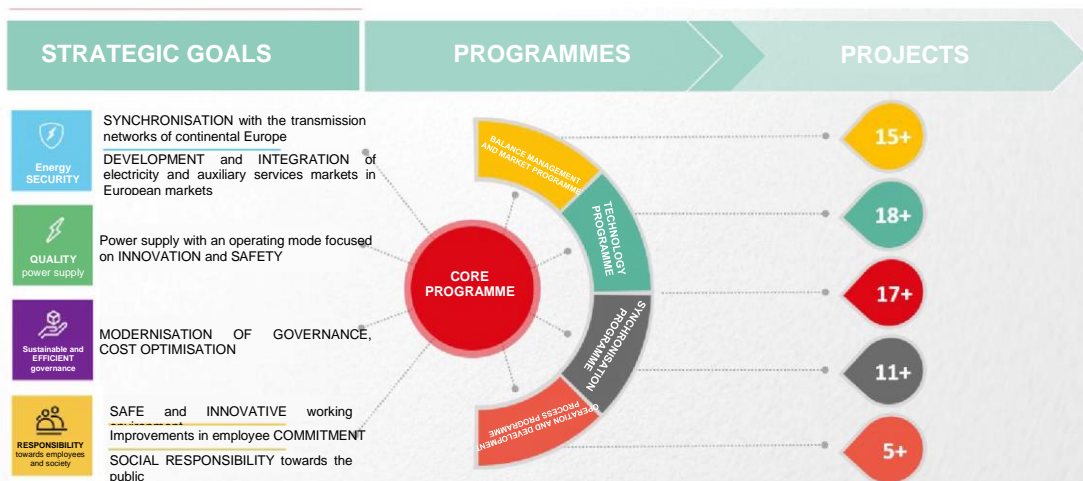 STRATEGIC GOALS
PROGRAMMES
PROJECTS
Energy
SECURITY
SYNCHRONISATION with the transmission
networks of continental Europe
DEVELOPMENT and INTEGRATION of
electricity and auxiliary services markets in
European markets
QUALITY
power supply
Power supply with an operating mode focused
on INNOVATION and SAFETY
Sustainable and
EFFICIENT
governance
MODERNISATION OF GOVERNANCE,
COST OPTIMISATION
RESPONSIBILITY
towards employees
and society
SAFE and INNOVATIVE working
environment
Improvements in employee COMMITMENT
SOCIAL RESPONSIBILITY towards the
public
CORE
PROGRAMME
BALANCE MANAGEMENT
AND MARKET PROGRAMME
TECHNOLOGY
PROGRAMME
SYNCHRONISATION
PROGRAMME
OPERATION AND DEVELOPMENT
PROCESS PROGRAMME
15+
18+
17+
11+
5+